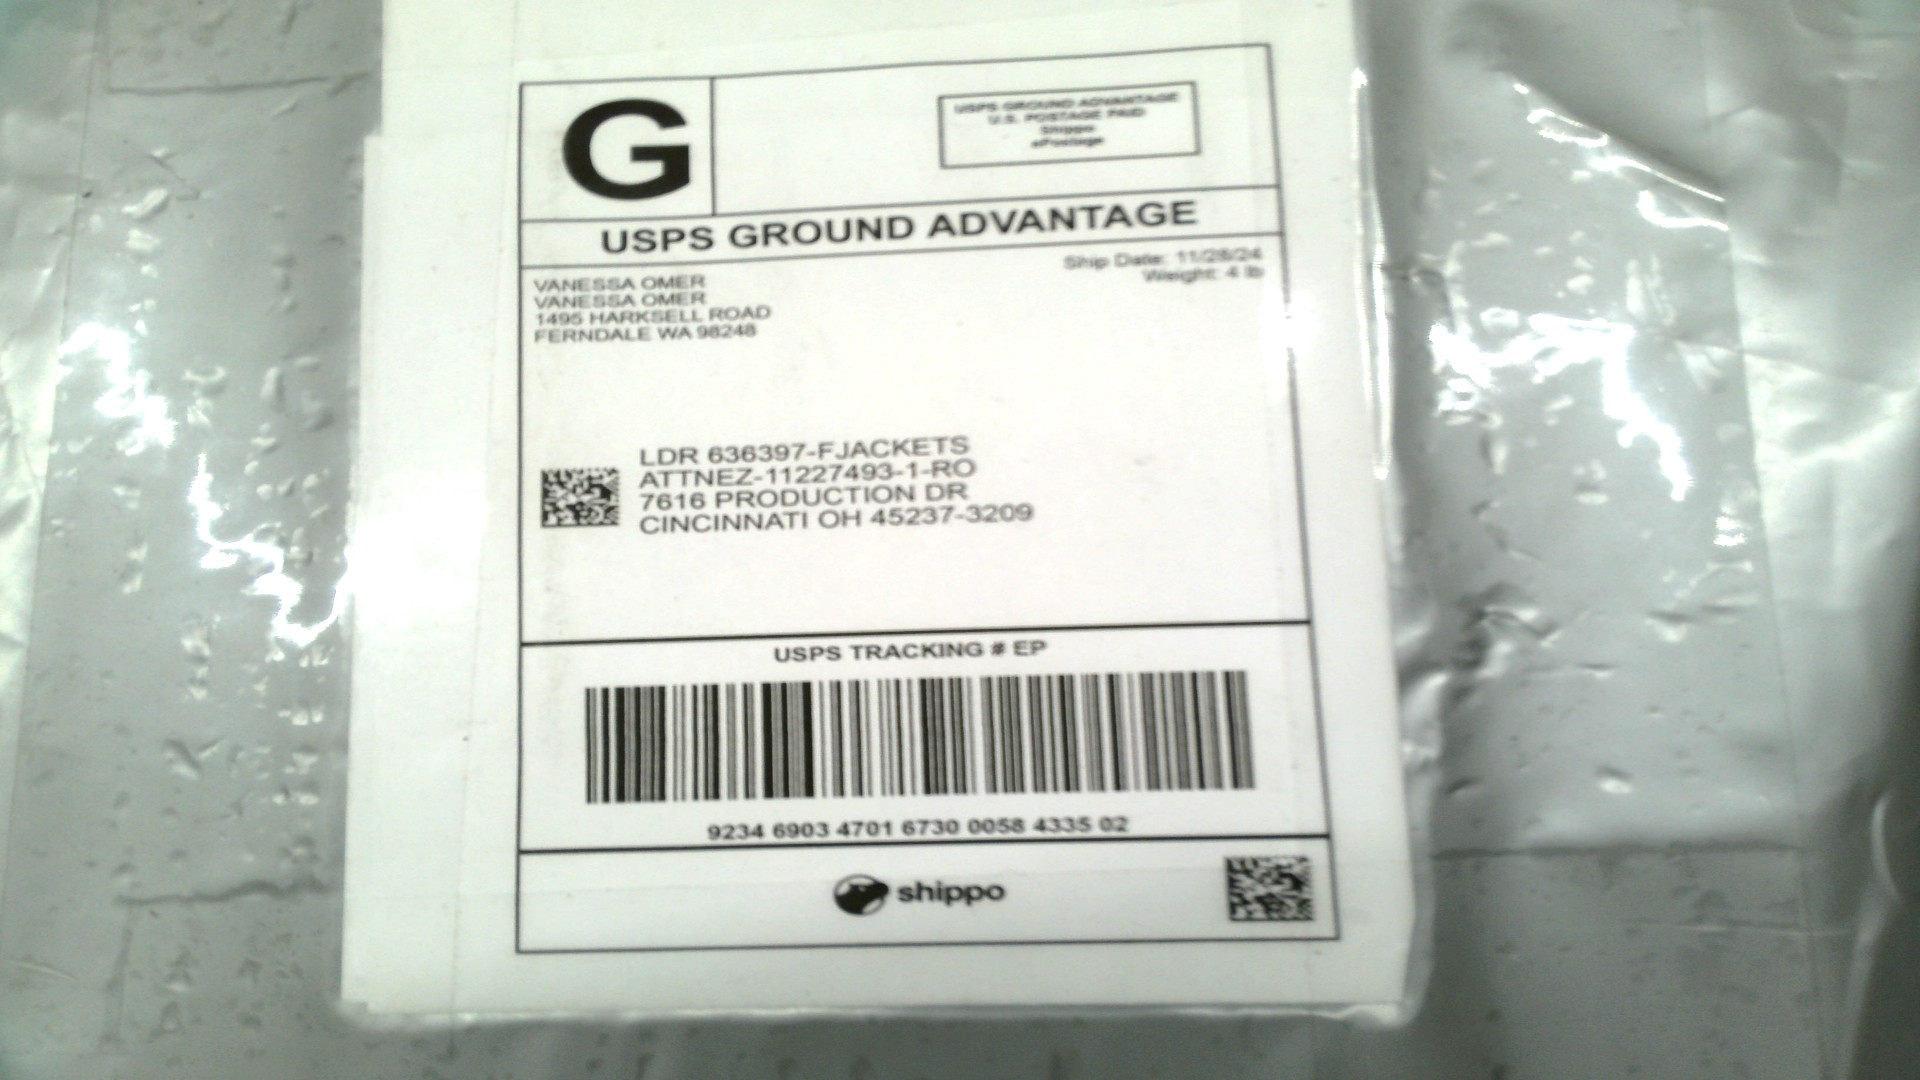 G
USPS GROUND ADVANTAGE
U.S. POSTAGE PAID
Shippo
ePostage
USPS GROUND ADVANTAGE
Ship Date: 11/28/24
Weight: 4 lb
VANESSA OMER
VANESSA OMER
1495 HARKSELL ROAD
FERNDALE WA 98248
LDR 636397-FJACKETS
ATTNEZ-11227493-1-RO
7616 PRODUCTION DR
CINCINNATI OH 45237-3209
USPS TRACKING # EP
9234 6903 4701 6730 0058 4335 02
shippo